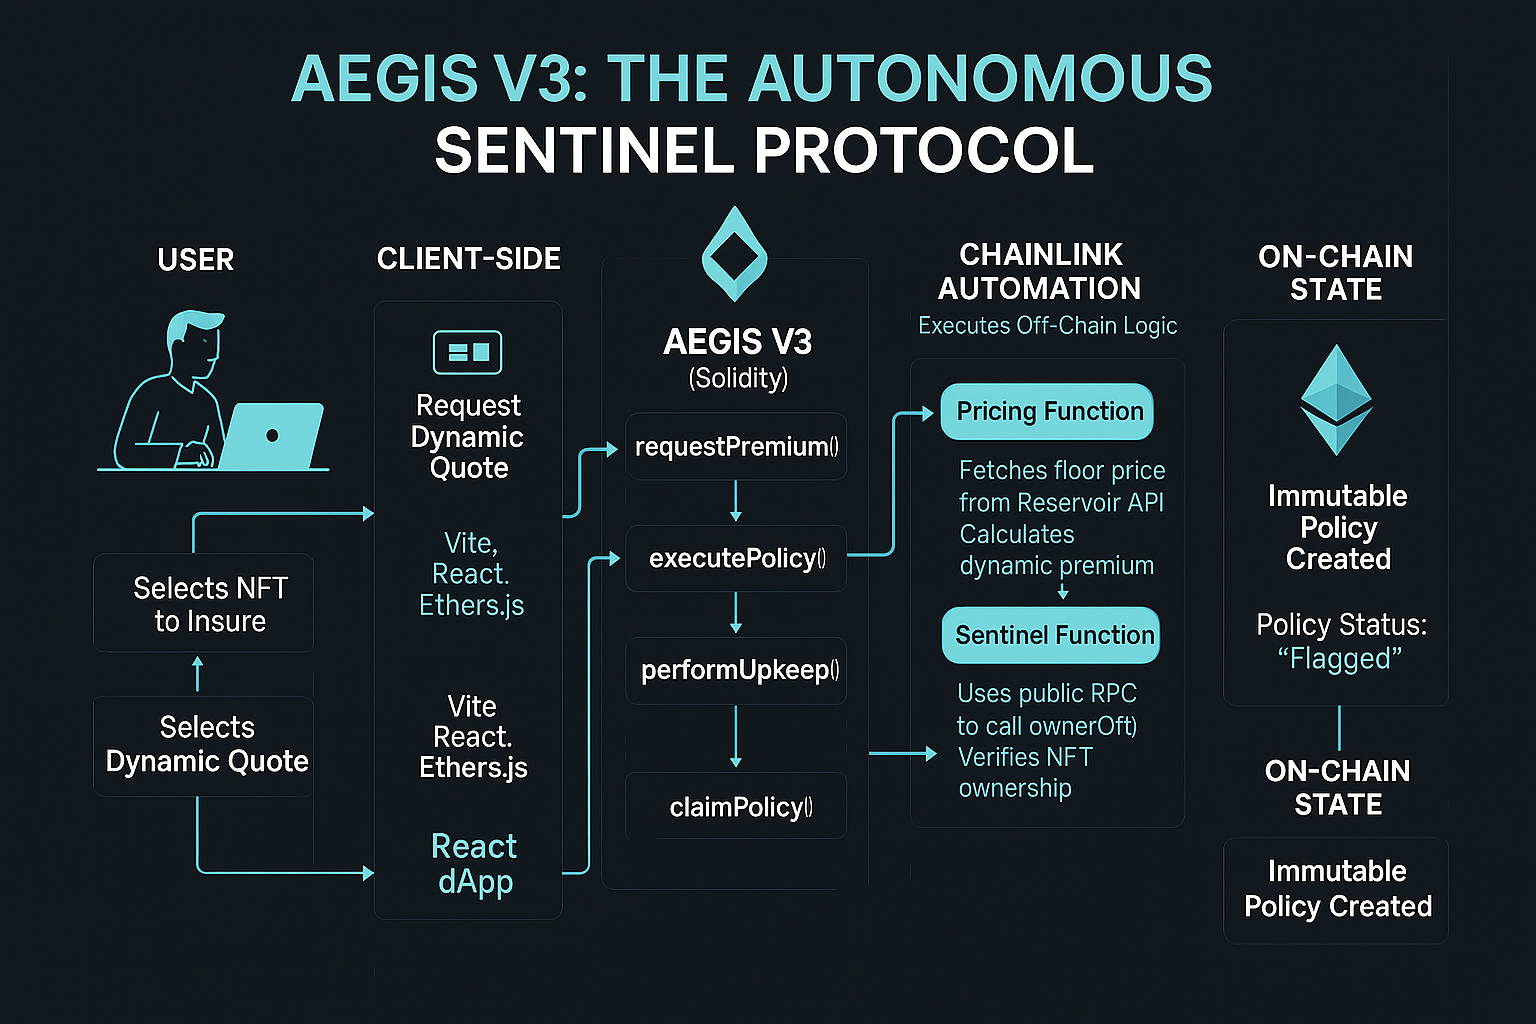 AEGIS V3: THE AUTONOMOUS
SENTINEL PROTOCOL
USER
Selects NFT
to Insure
Selects
Dynamic Quote
CLIENT-SIDE
Request
Dynamic
Quote
Vite,
React.
Ethers.js
Vite
React.
Ethers.js
React
dApp
AEGIS V3
(Solidity)
requestPremium()
executePolicy()
performUpkeep()
claimPolicy()
CHAINLINK
AUTOMATION
Executes Off-Chain Logic
Pricing Function
Fetches floor price
from Reservoir API
Calculates
dynamic premium
Sentinel Function
Uses public RPC
to call ownerOft)
Verifies NFT
ownership
ON-CHAIN
STATE
Immutable
Policy
Created
Policy Status:
“Flagged”
ON-CHAIN
STATE
Immutable
Policy Created